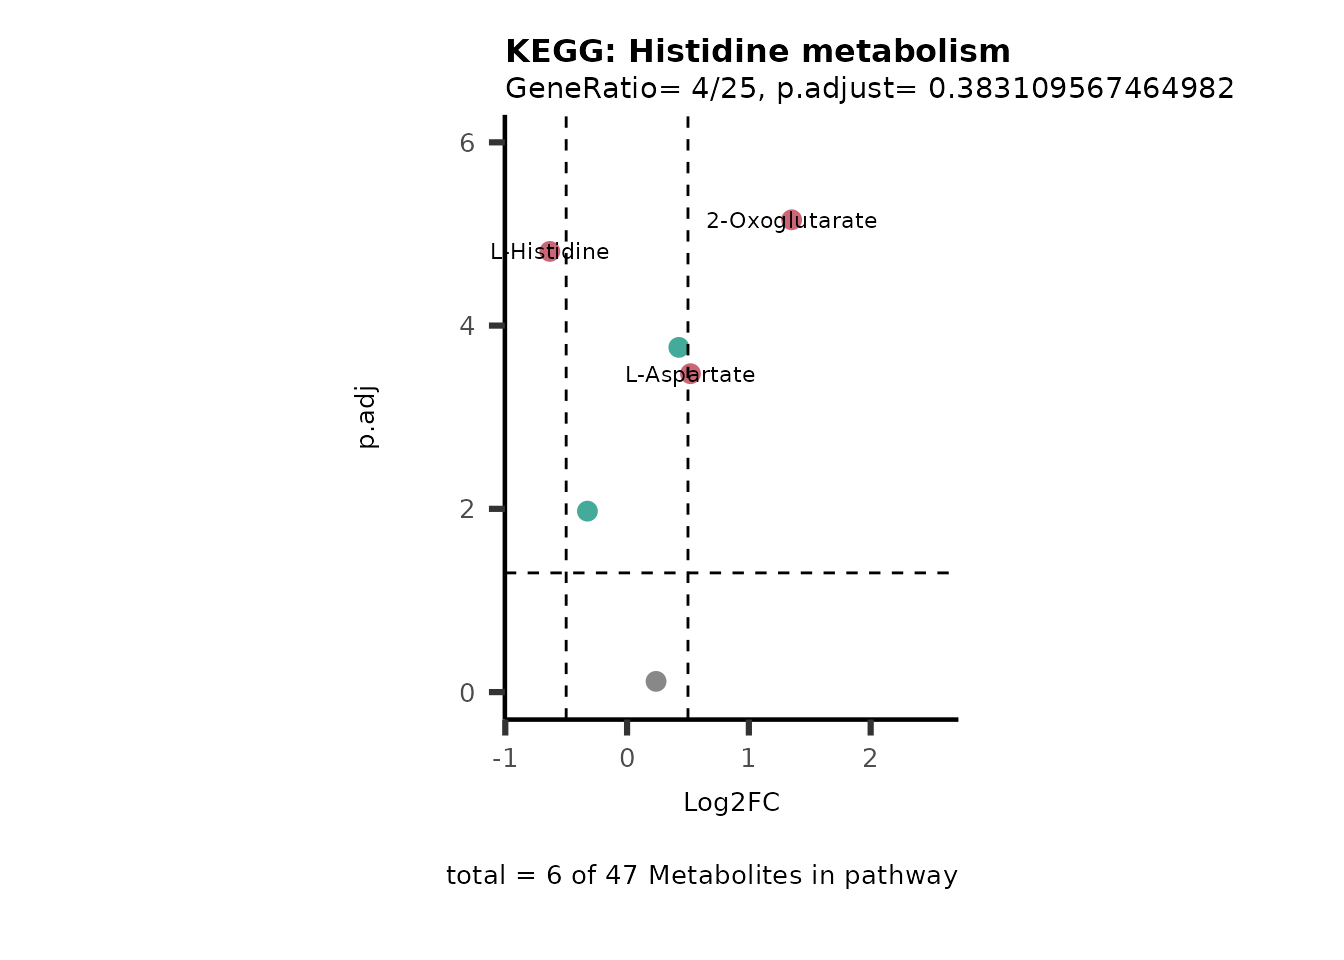 KEGG: Histidine metabolism
GeneRatio= 4/25, p.adjust= 0.383109567464982
6
2-Oxoglutarate
L-Histidine
4
L-Aspartate
p.adj
2
0
-1 0 1 2
Log2FC
total = 6 of 47 Metabolites in pathway